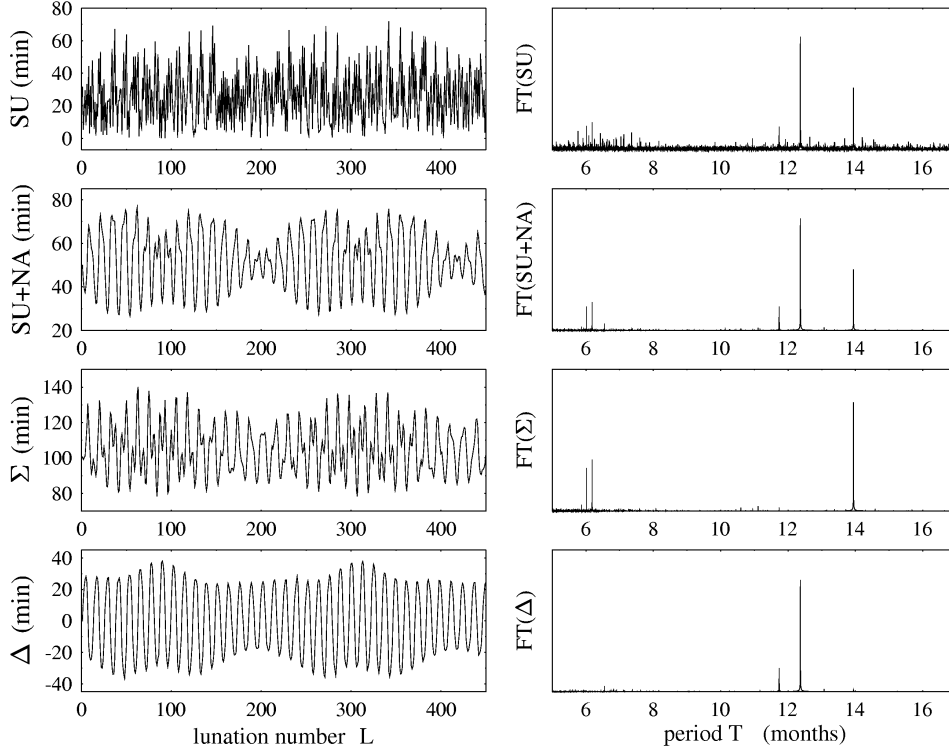 SU (min)
80
60
40
20
0
0 100 200 300 400
FT(SU)
6 8 10 12 14 16
SU+NA (min)
80
60
40
20
0 100 200 300 400
FT(SU+NA)
6 8 10 12 14 16
Σ (min)
140
120
100
80
0 100 200 300 400
FT(Σ)
6 8 10 12 14 16
Δ (min)
40
20
0
-20
-40
0 100 200 300 400
lunation number L
FT(Δ)
6 8 10 12 14 16
period T (months)